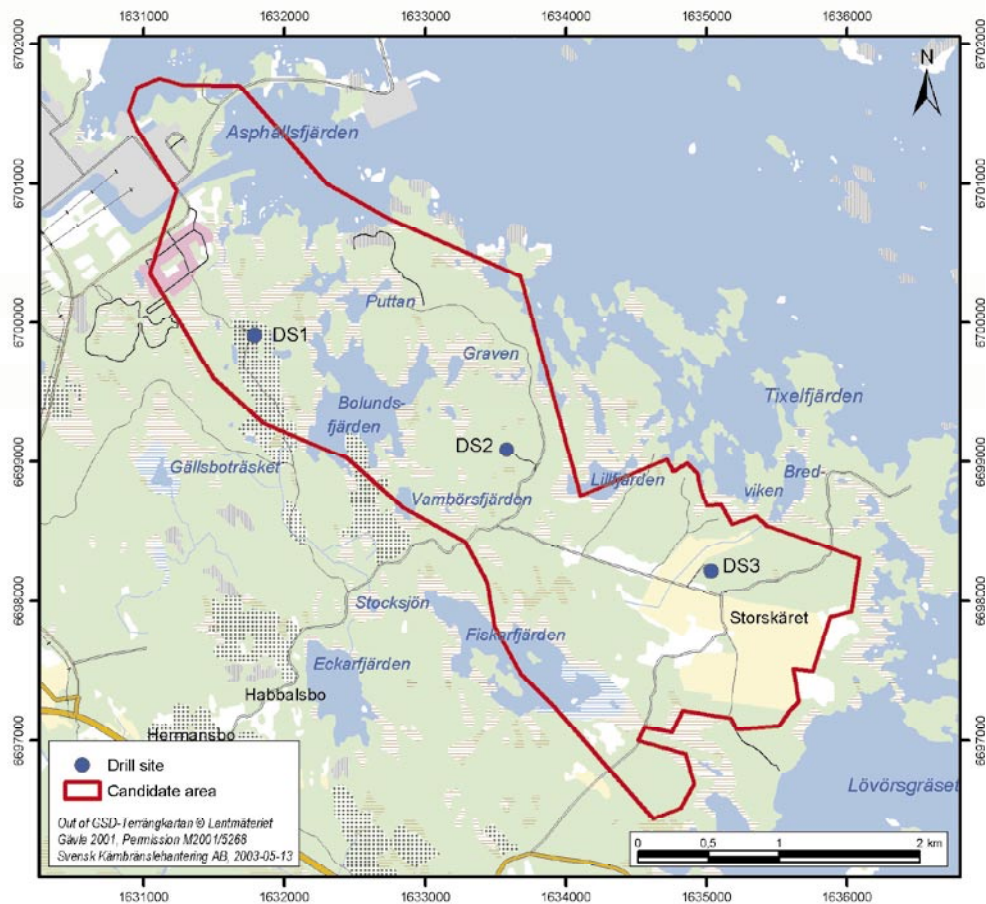 1631000 1632000 1633000 1634000 1635000 1636000
6702000 6702000
N
Asphällsfjärden
6701000 6701000
Puttan
6700000 6700000
DS1
Graven
Tixelfjärden
Bolunds-
fjärden
DS2
6699000 6699000
Gällsboträsket
Lillfjärden
Bred-
viken
Vambörsfjärden
DS3
6698000 6698000
Stocksjön
Storskäret
Fiskarfjärden
Eckarfjärden
Habbalsbo
Hermansbo
6697000 6697000
Drill site
Candidate area
Lövörsgräset
Out of GSD-Terrängkartan © Lantmäteriet
Gävle 2001, Permission M2001/5268
Svensk Kärnbränslehantering AB, 2003-05-13
0 0,5 1 2 km
1631000 1632000 1633000 1634000 1635000 1636000